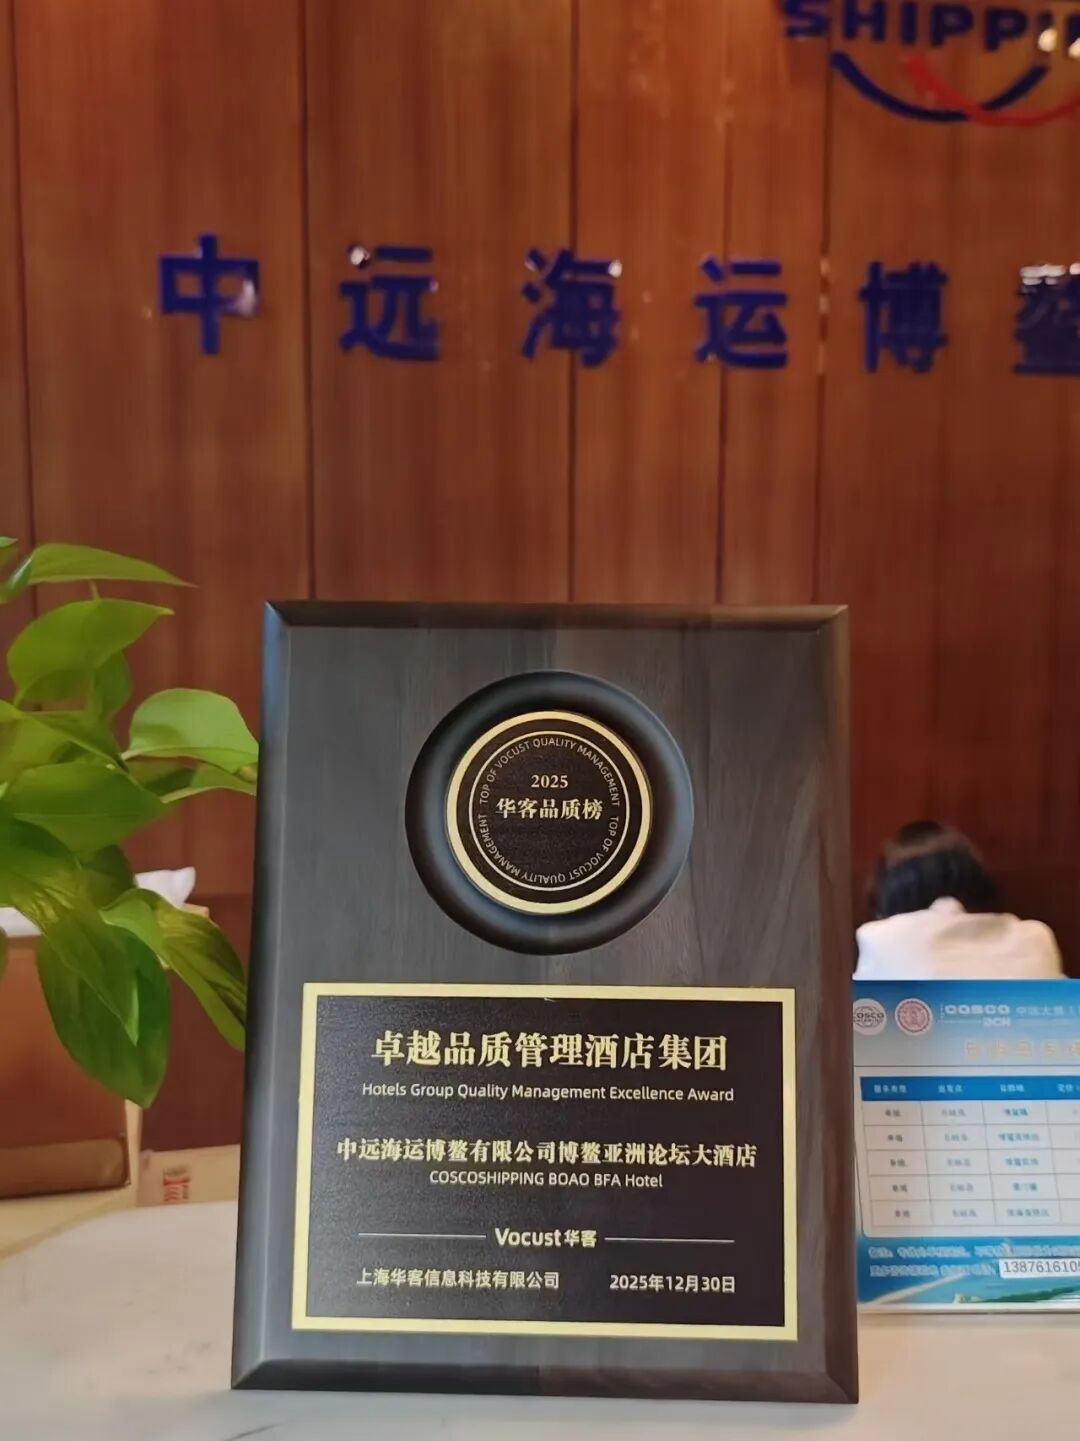 SHIPPI
中远海运博鳌
TOP OF VOCUST QUALITY MANAGEMENT
2025
华客品质榜
TOP OF VOCUST QUALITY MANAGEMENT
卓越品质管理酒店集团
Hotels Group Quality Management Excellence Award
中远海运博鳌有限公司博鳌亚洲论坛大酒店
COSCOSHIPPING BOAO BFA Hotel
Vocust华客
上海华客信息科技有限公司 2025年12月30日
COSCO
COSCO 中远大